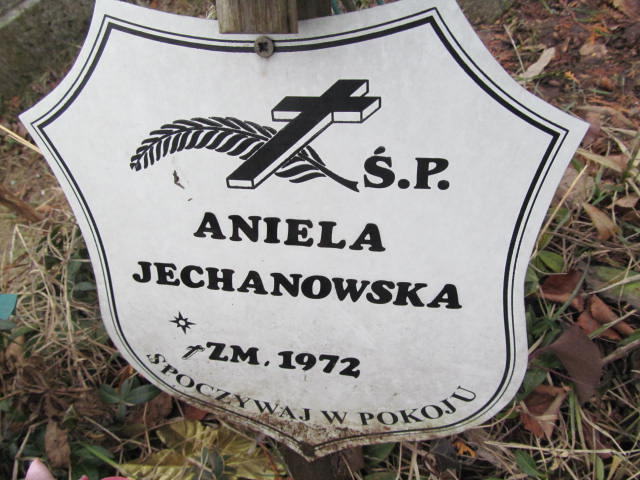 Ś.P.
ANIELA
JECHANOWSKA
ZM. 1972
SPOCZYWAJ W POKOJU